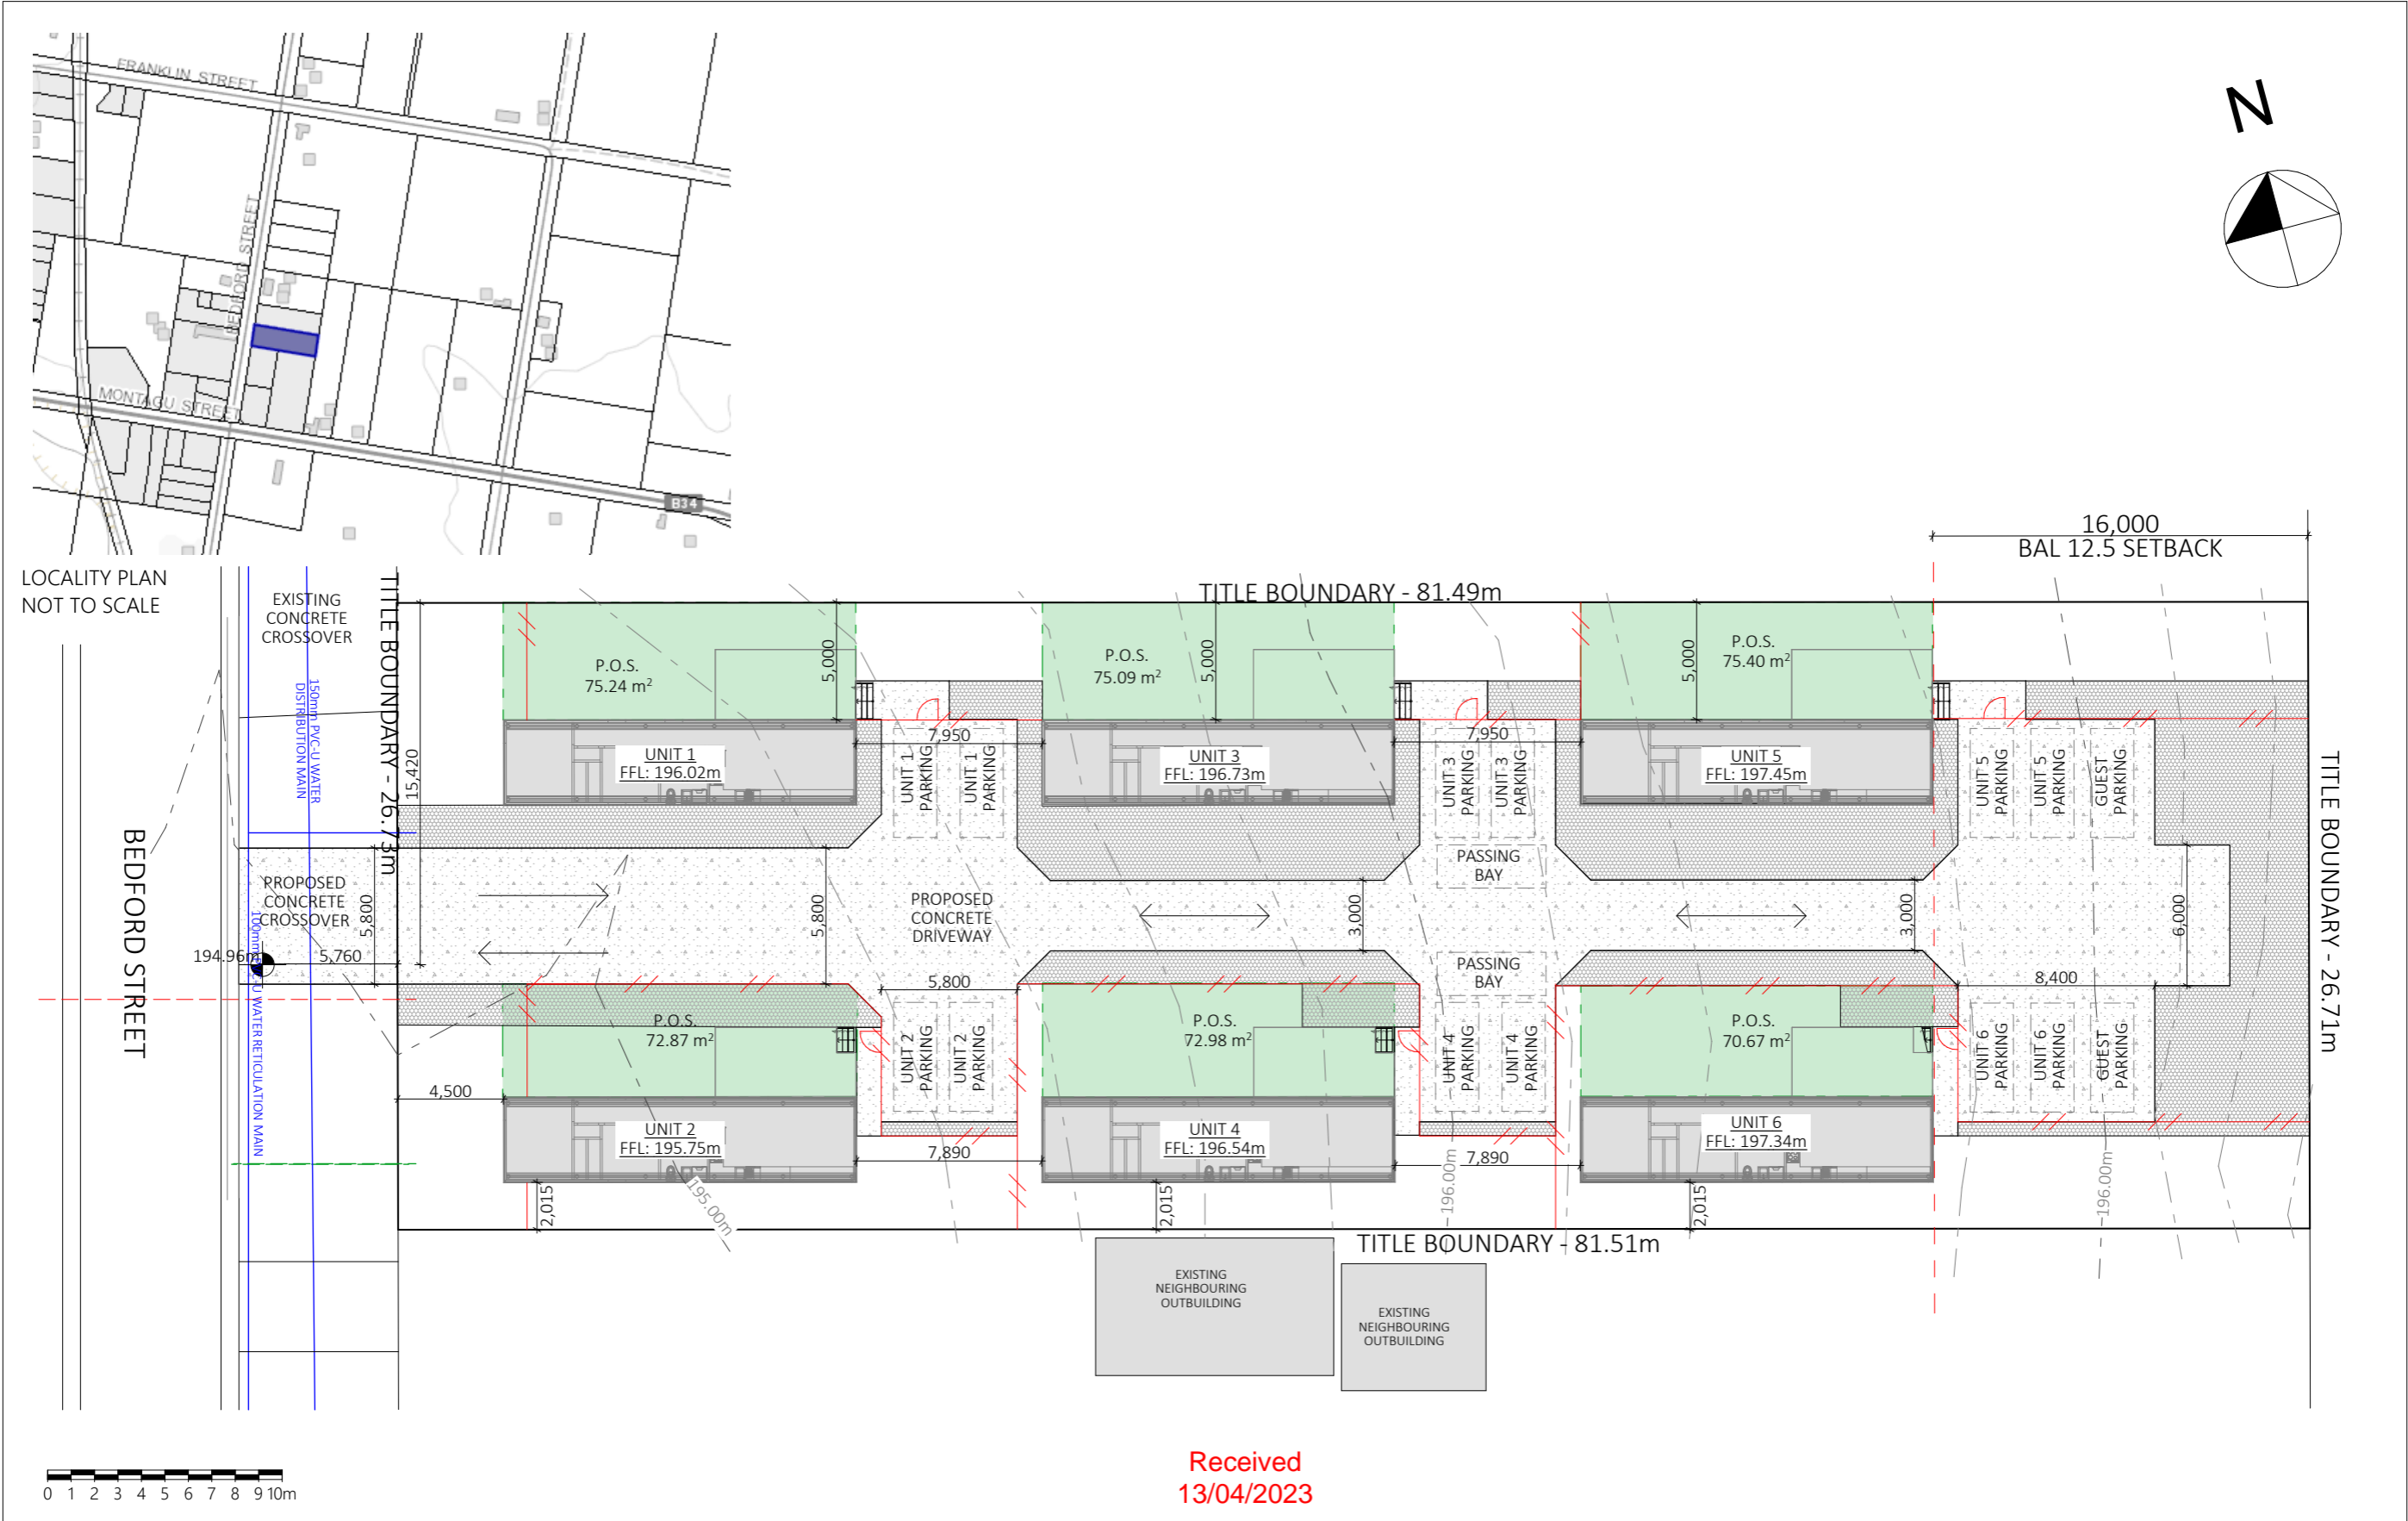 FRANKLIN STREET
BEDFORD STREET
MONTAGU STREET
B34
N
LOCALITY PLAN
NOT TO SCALE
16,000
BAL 12.5 SETBACK
TITLE BOUNDARY - 81.49m
TITLE BOUNDARY - 26.73m
EXISTING
CONCRETE
CROSSOVER
150mm PVC-U WATER
DISTRIBUTION MAIN
15,420
P.O.S.
75.24 m²
5,000
P.O.S.
75.09 m²
5,000
P.O.S.
75.40 m²
5,000
UNIT 1
FFL: 196.02m
7,950
UNIT 1
PARKING
UNIT 1
PARKING
UNIT 3
FFL: 196.73m
7,950
UNIT 3
PARKING
UNIT 3
PARKING
UNIT 5
FFL: 197.45m
UNIT 5
PARKING
UNIT 5
PARKING
GUEST
PARKING
TITLE BOUNDARY - 26.71m
BEDFORD STREET
PROPOSED
CONCRETE
CROSSOVER
5,800
194.96m
5,760
5,800
PROPOSED
CONCRETE
DRIVEWAY
3,000
PASSING
BAY
PASSING
BAY
3,000
6,000
WATER RETICULATION MAIN
5,800
8,400
P.O.S.
72.87 m²
UNIT 2
PARKING
UNIT 2
PARKING
P.O.S.
72.98 m²
UNIT 4
PARKING
UNIT 4
PARKING
P.O.S.
70.67 m²
UNIT 6
PARKING
UNIT 6
PARKING
GUEST
PARKING
4,500
UNIT 2
FFL: 195.75m
7,890
UNIT 4
FFL: 196.54m
7,890
UNIT 6
FFL: 197.34m
2,015
195.00m
2,015
196.00m
2,015
196.00m
TITLE BOUNDARY - 81.51m
EXISTING
NEIGHBOURING
OUTBUILDING
EXISTING
NEIGHBOURING
OUTBUILDING
0 1 2 3 4 5 6 7 8 9 10m
Received
13/04/2023